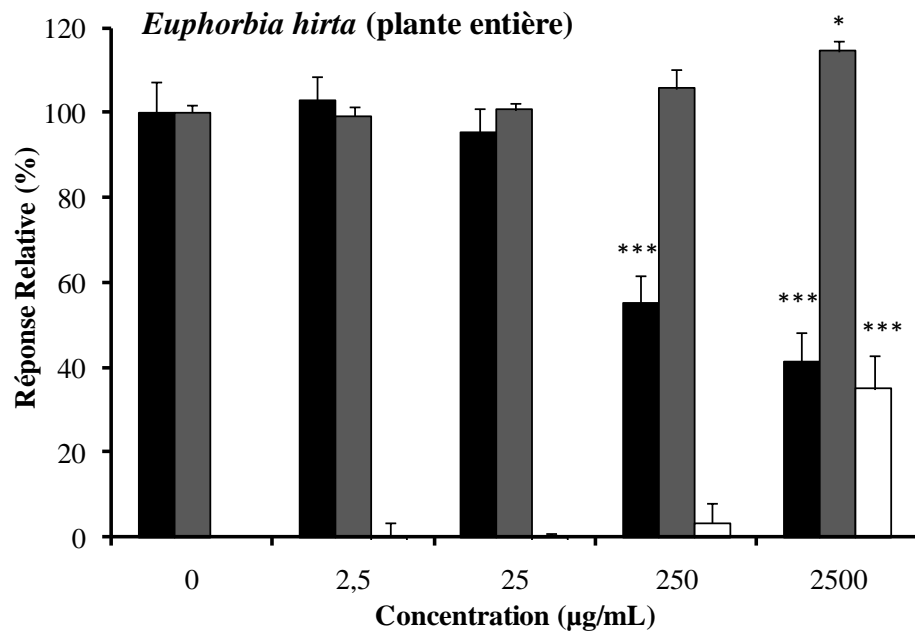 Euphorbia hirta (plante entière)
120
100
80
60
40
20
0
Réponse Relative (%)
*
***
***
***
0 2,5 25 250 2500
Concentration (µg/mL)